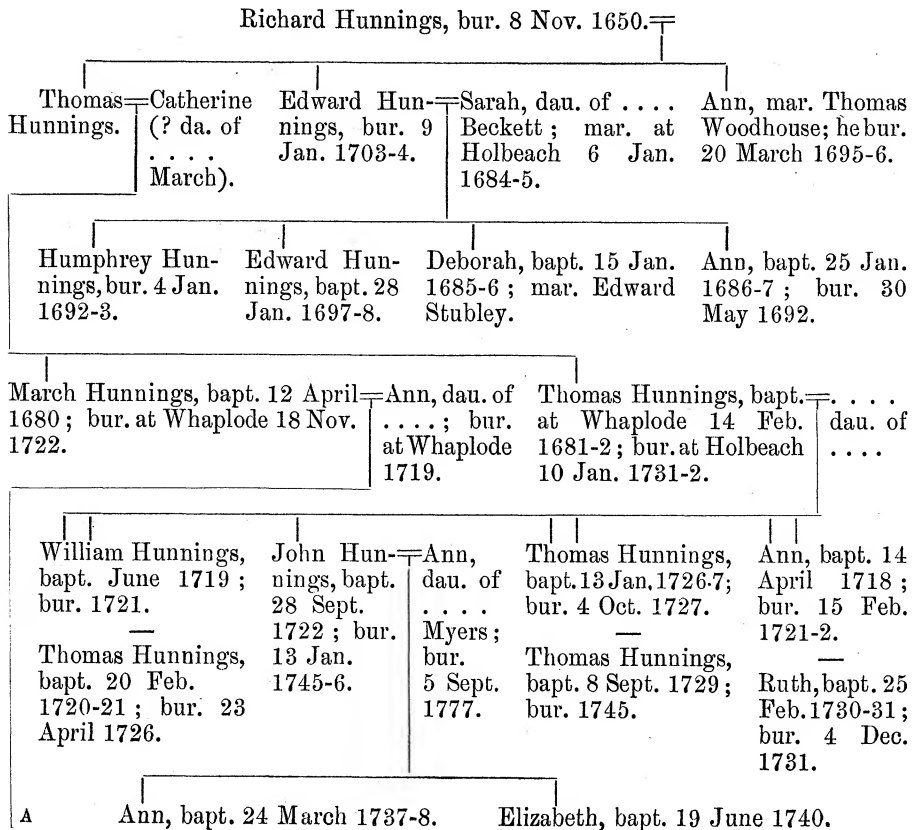 Richard Hunnings, bur. 8 Nov. 1650.
Thomas
Hunnings.
Catherine
(? da. of
. . . .
March).
Edward Hun-
nings, bur. 9
Jan. 1703-4.
Sarah, dau. of . . . .
Beckett ; mar. at
Holbeach 6 Jan.
1684-5.
Ann, mar. Thomas
Woodhouse; he bur.
20 March 1695-6.
Humphrey Hun-
nings, bur. 4 Jan.
1692-3.
Edward Hun-
nings, bapt. 28
Jan. 1697-8.
Deborah, bapt. 15 Jan.
1685-6 ; mar. Edward
Stubley.
Ann, bapt. 25 Jan.
1686-7 ; bur. 30
May 1692.
March Hunnings, bapt. 12 April
1680 ; bur. at Whaplode 18 Nov.
1722.
Ann, dau. of
. . . . ; bur.
at Whaplode
1719.
Thomas Hunnings, bapt.
at Whaplode 14 Feb.
1681-2 ; bur. at Holbeach
10 Jan. 1731-2.
. . . .
dau. of
. . . .
William Hunnings,
bapt. June 1719 ;
bur. 1721.
—
Thomas Hunnings,
bapt. 20 Feb.
1720-21 ; bur. 23
April 1726.
John Hun-
nings, bapt.
28 Sept.
1722 ; bur.
13 Jan.
1745-6.
Ann,
dau. of
. . . .
Myers ;
bur.
5 Sept.
1777.
Thomas Hunnings,
bapt. 13 Jan. 1726-7;
bur. 4 Oct. 1727.
—
Thomas Hunnings,
bapt. 8 Sept. 1729 ;
bur. 1745.
Ann, bapt. 14
April 1718 ;
bur. 15 Feb.
1721-2.
—
Ruth, bapt. 25
Feb. 1730-31 ;
bur. 4 Dec.
1731.
A
Ann, bapt. 24 March 1737-8.
Elizabeth, bapt. 19 June 1740.